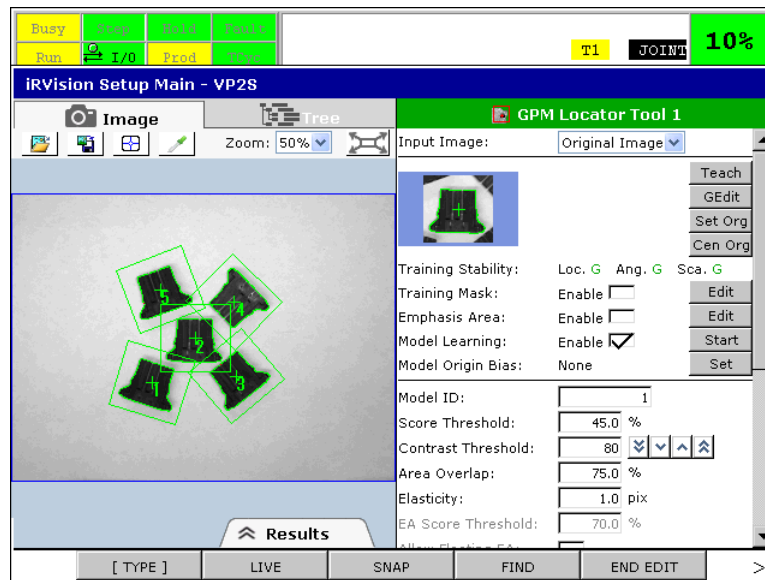 Busy Step Hold Fault
Run I/O Prod TCyc
T1 JOINT 10%
iRVision Setup Main - VP2S
Image Tree
GPM Locator Tool 1
Zoom: 50%
Input Image: Original Image
Teach
GEdit
Set Org
Cen Org
Training Stability: Loc. G Ang. G Sca. G
Training Mask: Enable Edit
Emphasis Area: Enable Edit
Model Learning: Enable Start
Model Origin Bias: None Set
5
4
2
1
3
Model ID: 1
Score Threshold: 45.0 %
Contrast Threshold: 80
Area Overlap: 75.0 %
Elasticity: 1.0 pix
EA Score Threshold: 70.0 %
Allow Floating EA:
Results
[ TYPE ] LIVE SNAP FIND END EDIT >